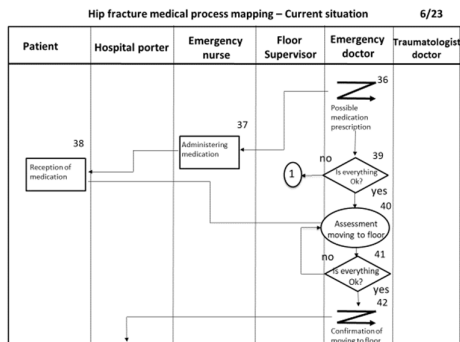 Hip fracture medical process mapping – Current situation 6/23
Patient
Hospital porter
Emergency
nurse
Floor
Supervisor
Emergency
doctor
Traumatologist
doctor
36
Possible
medication
prescription
37
Administering
medication
38
Reception of
medication
no
39
1
Is everything
Ok?
yes
40
Assessment
moving to floor
no
41
Is everything
Ok?
yes
42
Confirmation of
moving to floor